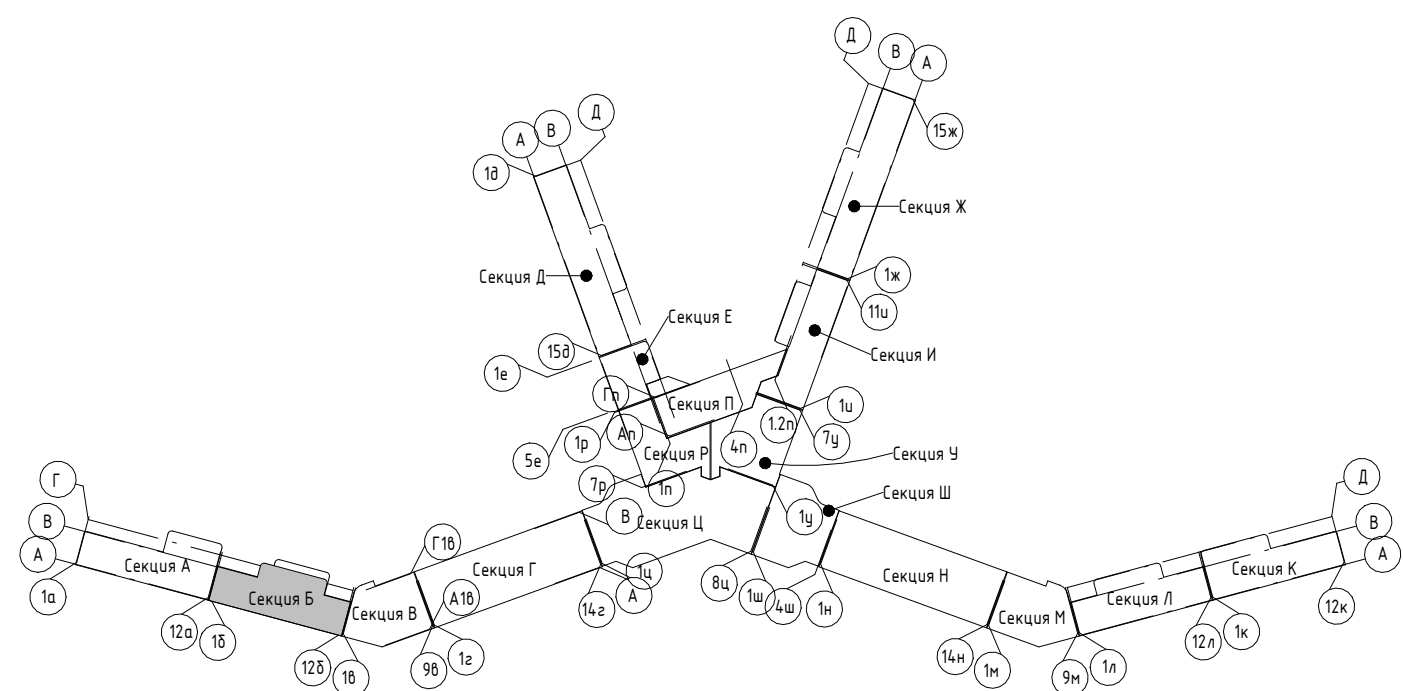 Д
В
А
15ж
Д
В
А
1д
Секция Ж
Секция Д
1ж
11и
Секция Е
Секция И
15д
1е
Гп
Секция П
1и
1.2п
7у
Ап
4п
1р
5е
Секция Р
Секция У
7р
1п
Секция Ш
В
Секция Ц
1у
Г
В
А
Секция А
1а
Д
В
А
Г1в
Секция Г
1ц
А
8ц
1ш
4ш
1н
Секция Н
Секция К
Секция Б
Секция В
А1в
14г
Секция М
Секция Л
12к
12а
1б
12б
1в
9в
1г
14н
1м
9м
1л
12л
1к